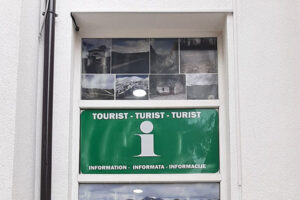 TOURIST - TURIST - TURIST
i
INFORMATION - INFORMATA - INFORMACIJE